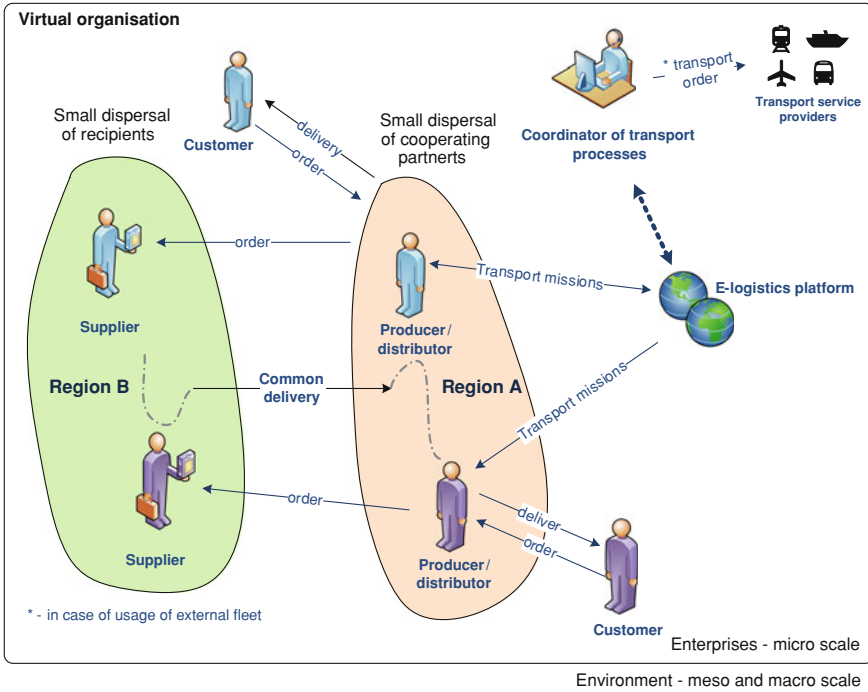 Virtual organisation
* transport
order
Transport service
providers
Small dispersal
of recipients
Customer
delivery
order
Small dispersal
of cooperating
partnerts
Coordinator of transport
processes
order
Transport missions
E-logistics platform
Supplier
Producer/
distributor
Region B
Common
delivery
Region A
Transport missions
order
deliver
order
Supplier
Producer/
distributor
* - in case of usage of external fleet
Customer
Enterprises - micro scale
Environment - meso and macro scale